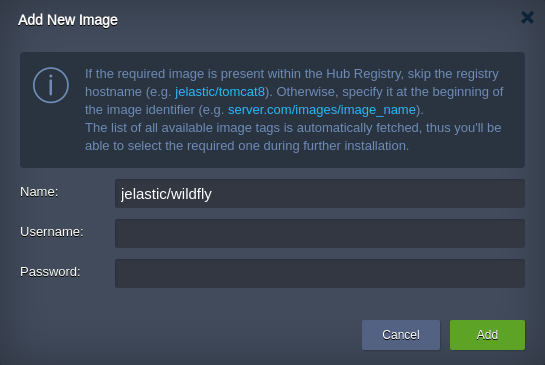 Add New Image
If the required image is present within the Hub Registry, skip the registry
hostname (e.g. jelastic/tomcat8). Otherwise, specify it at the beginning of
the image identifier (e.g. server.com/images/image_name).
The list of all available image tags is automatically fetched, thus you'll be
able to select the required one during further installation.
Name: jelastic/wildfly
Username:
Password:
Cancel Add